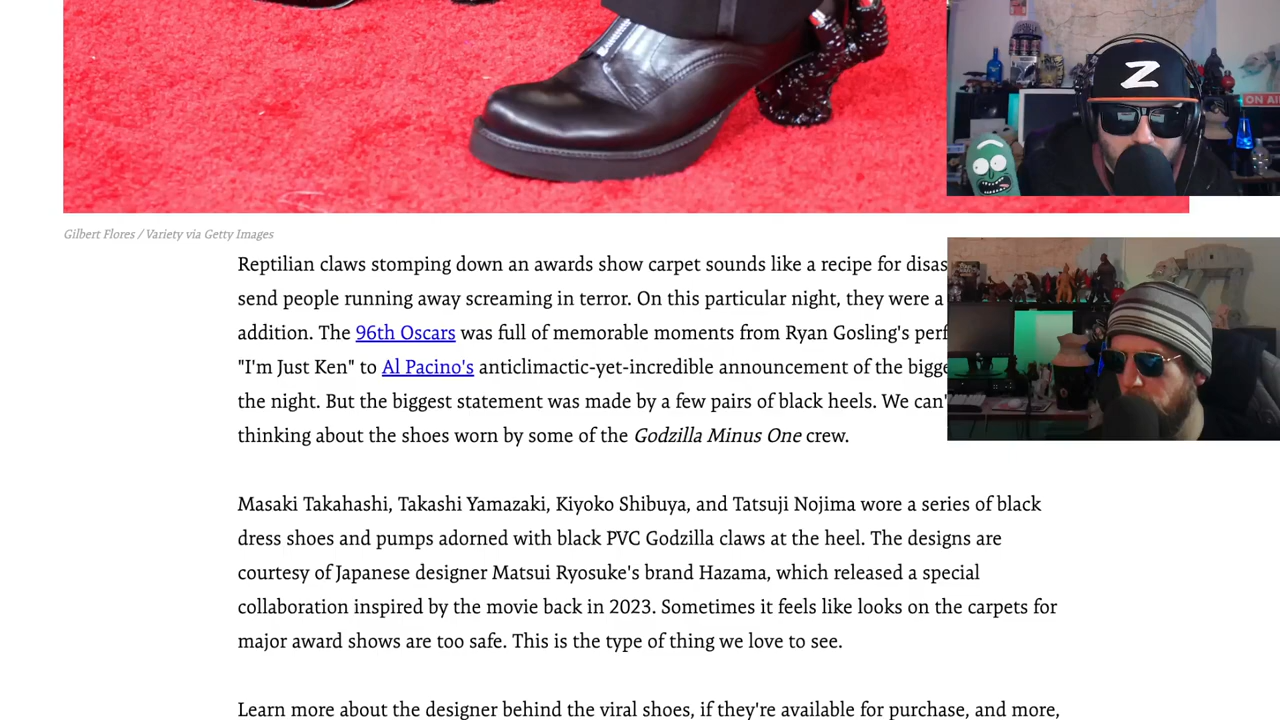 Z
ON AI
Gilbert Flores / Variety via Getty Images
Reptilian claws stomping down an awards show carpet sounds like a recipe for disas
send people running away screaming in terror. On this particular night, they were a
addition. The 96th Oscars was full of memorable moments from Ryan Gosling's perf
"I'm Just Ken" to Al Pacino's anticlimactic-yet-incredible announcement of the bigge
the night. But the biggest statement was made by a few pairs of black heels. We can'
thinking about the shoes worn by some of the Godzilla Minus One crew.
Masaki Takahashi, Takashi Yamazaki, Kiyoko Shibuya, and Tatsuji Nojima wore a series of black
dress shoes and pumps adorned with black PVC Godzilla claws at the heel. The designs are
courtesy of Japanese designer Matsui Ryosuke's brand Hazama, which released a special
collaboration inspired by the movie back in 2023. Sometimes it feels like looks on the carpets for
major award shows are too safe. This is the type of thing we love to see.
Learn more about the designer behind the viral shoes, if they're available for purchase, and more,